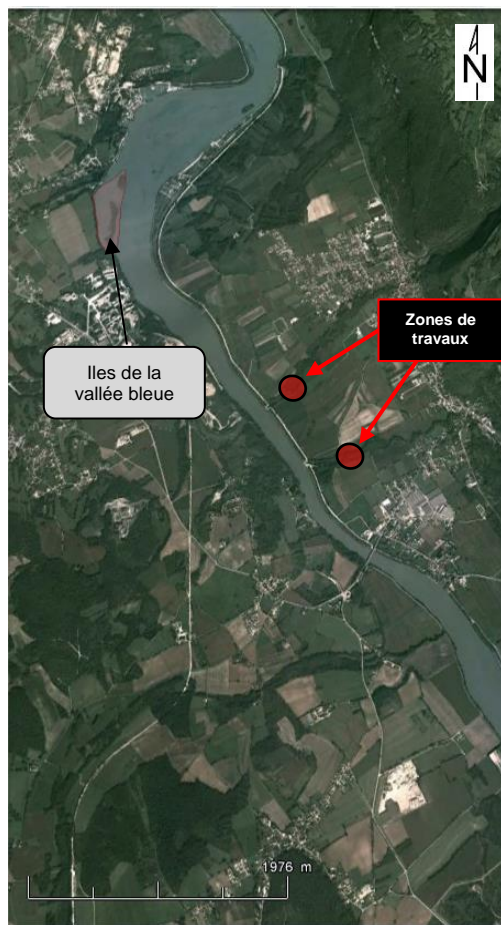 N
Zones de
travaux
Iles de la
vallée bleue
1976 m